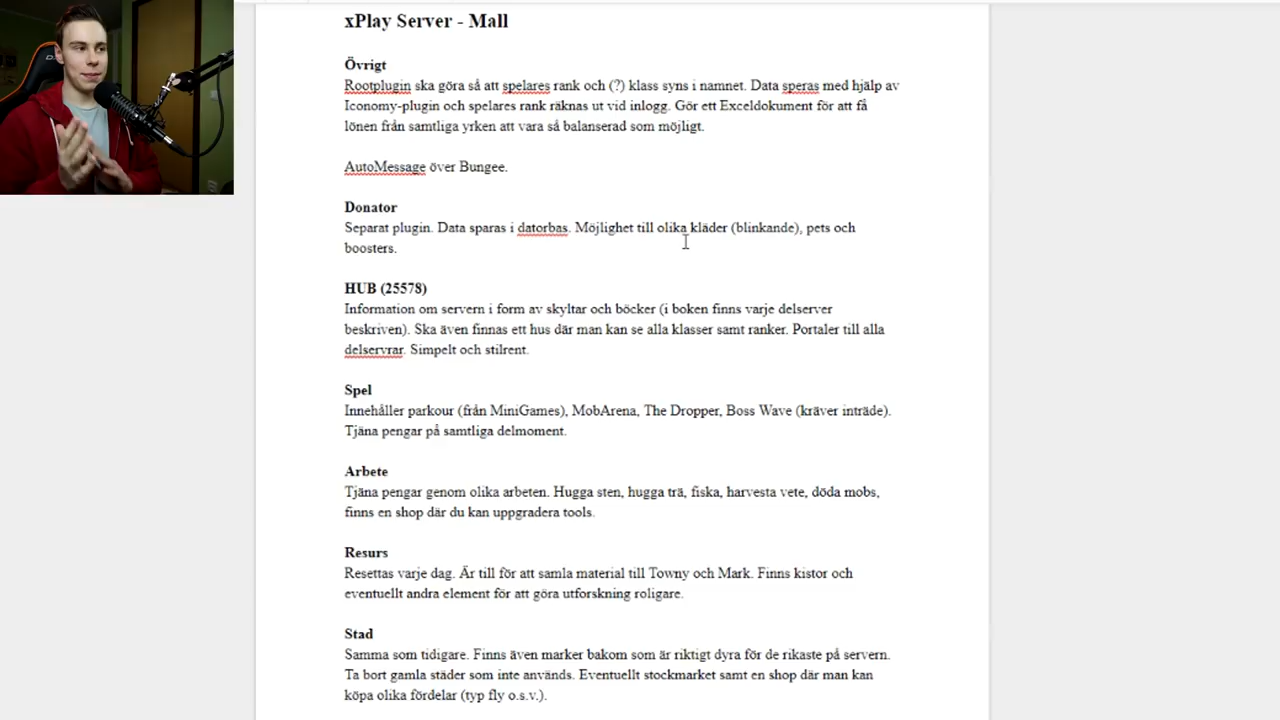 xPlay Server - Mall
Övrigt
Rootplugin ska göra så att spelares rank och (?) klass syns i namnet. Data speras med hjälp av
Iconomy-plugin och spelares rank räknas ut vid inlogg. Gör ett Exceldokument för att få
lönen från samtliga yrken att vara så balanserad som möjligt.
AutoMessage över Bungee.
Donator
Separat plugin. Data sparas i datorbas. Möjlighet till olika kläder (blinkande), pets och
boosters.
HUB (25578)
Information om servern i form av skyltar och böcker (i boken finns varje delserver
beskriven). Ska även finnas ett hus där man kan se alla klasser samt ranker. Portaler till alla
delservrar. Simpelt och stilrent.
Spel
Innehåller parkour (från MiniGames), MobArena, The Dropper, Boss Wave (kräver inträde).
Tjäna pengar på samtliga delmoment.
Arbete
Tjäna pengar genom olika arbeten. Hugga sten, hugga trä, fiska, harvesta vete, döda mobs,
finns en shop där du kan uppgradera tools.
Resurs
Resettas varje dag. Är till för att samla material till Towny och Mark. Finns kistor och
eventuellt andra element för att göra utforskning roligare.
Stad
Samma som tidigare. Finns även marker bakom som är riktigt dyra för de rikaste på servern.
Ta bort gamla städer som inte används. Eventuellt stockmarket samt en shop där man kan
köpa olika fördelar (typ fly o.s.v.).